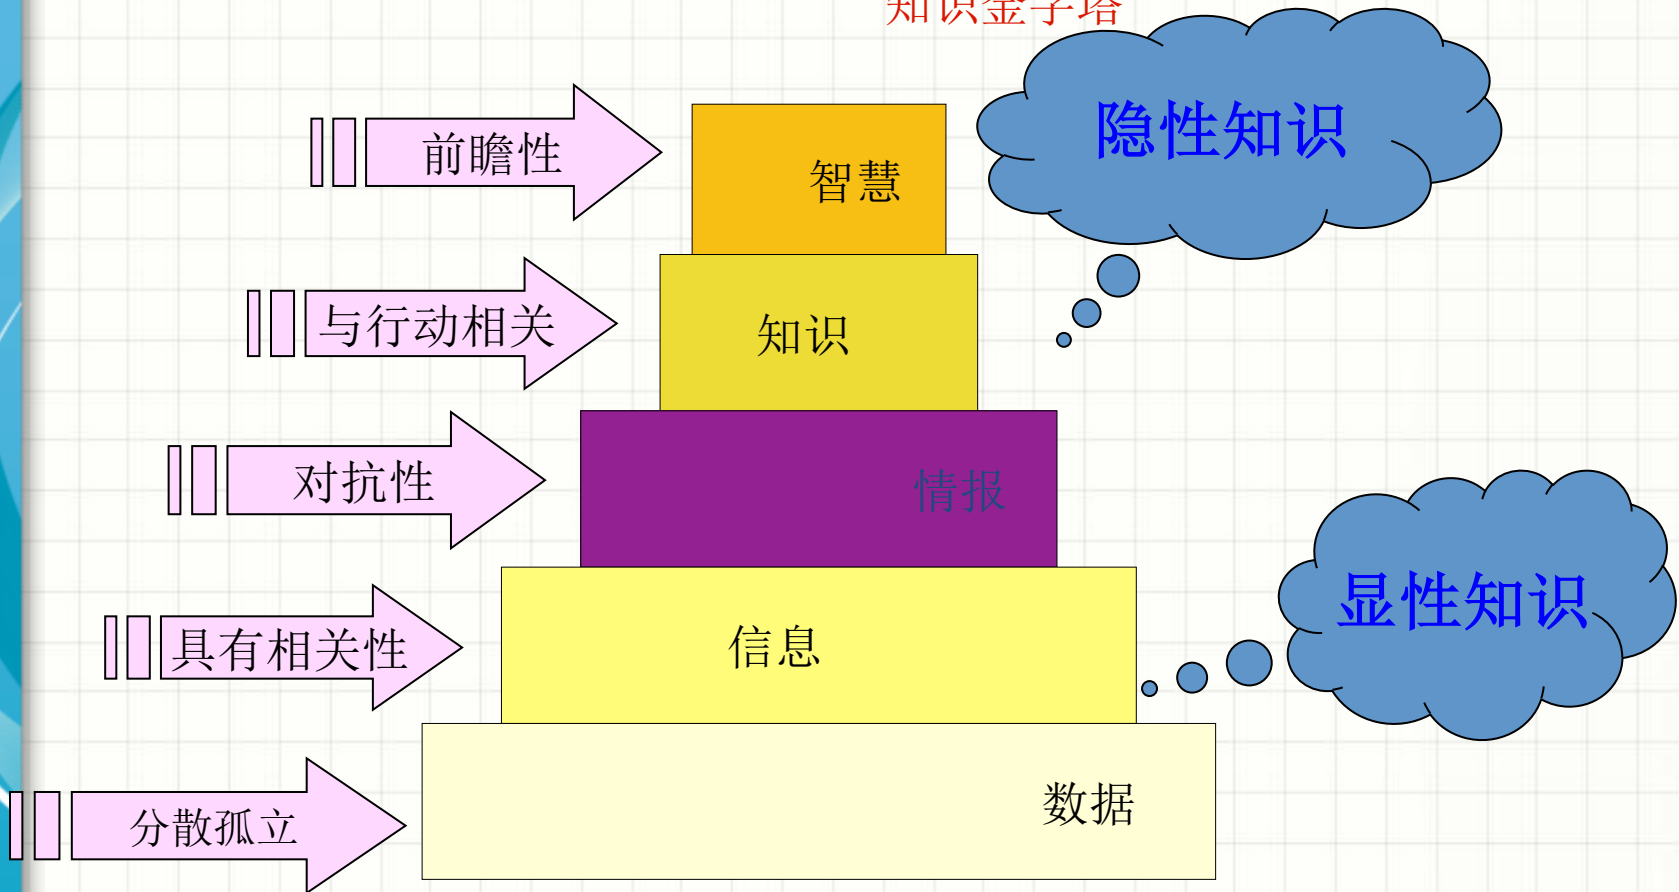 知识金字塔
隐性知识
前瞻性
智慧
与行动相关
知识
对抗性
情报
显性知识
具有相关性
信息
分散孤立
数据